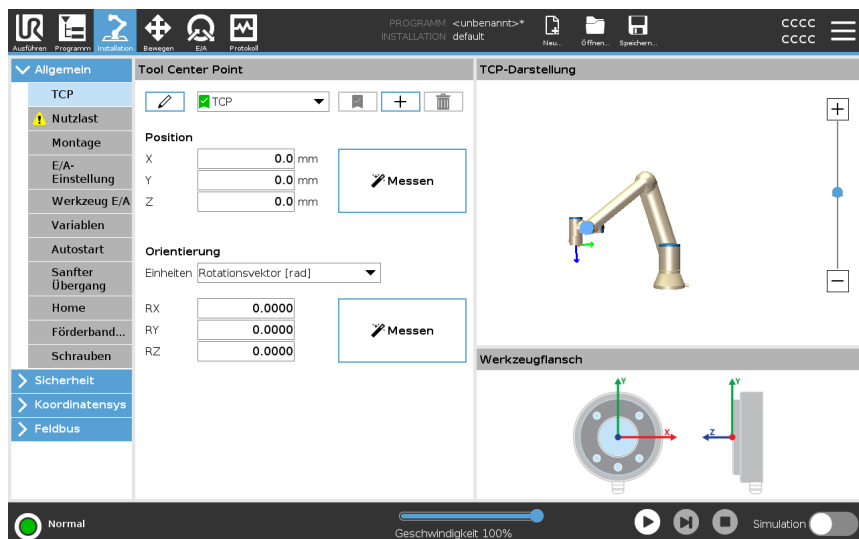 UR
Ausführen
Programm
Installation
Bewegen
E/A
Protokoll
PROGRAMM <unbenannt>*
INSTALLATION default
Neu...
Öffnen...
Speichern...
CCCC
CCCC
Allgemein
TCP
Nutzlast
Montage
E/A-
Einstellung
Werkzeug E/A
Variablen
Autostart
Sanfter
Übergang
Home
Förderband...
Schrauben
Sicherheit
Koordinatensys
Feldbus
Tool Center Point
TCP
Position
X 0.0 mm
Y 0.0 mm
Z 0.0 mm
Messen
Orientierung
Einheiten Rotationsvektor [rad]
RX 0.0000
RY 0.0000
RZ 0.0000
Messen
TCP-Darstellung
Werkzeugflansch
Y
X
Y
Z
Normal
Geschwindigkeit 100%
Simulation